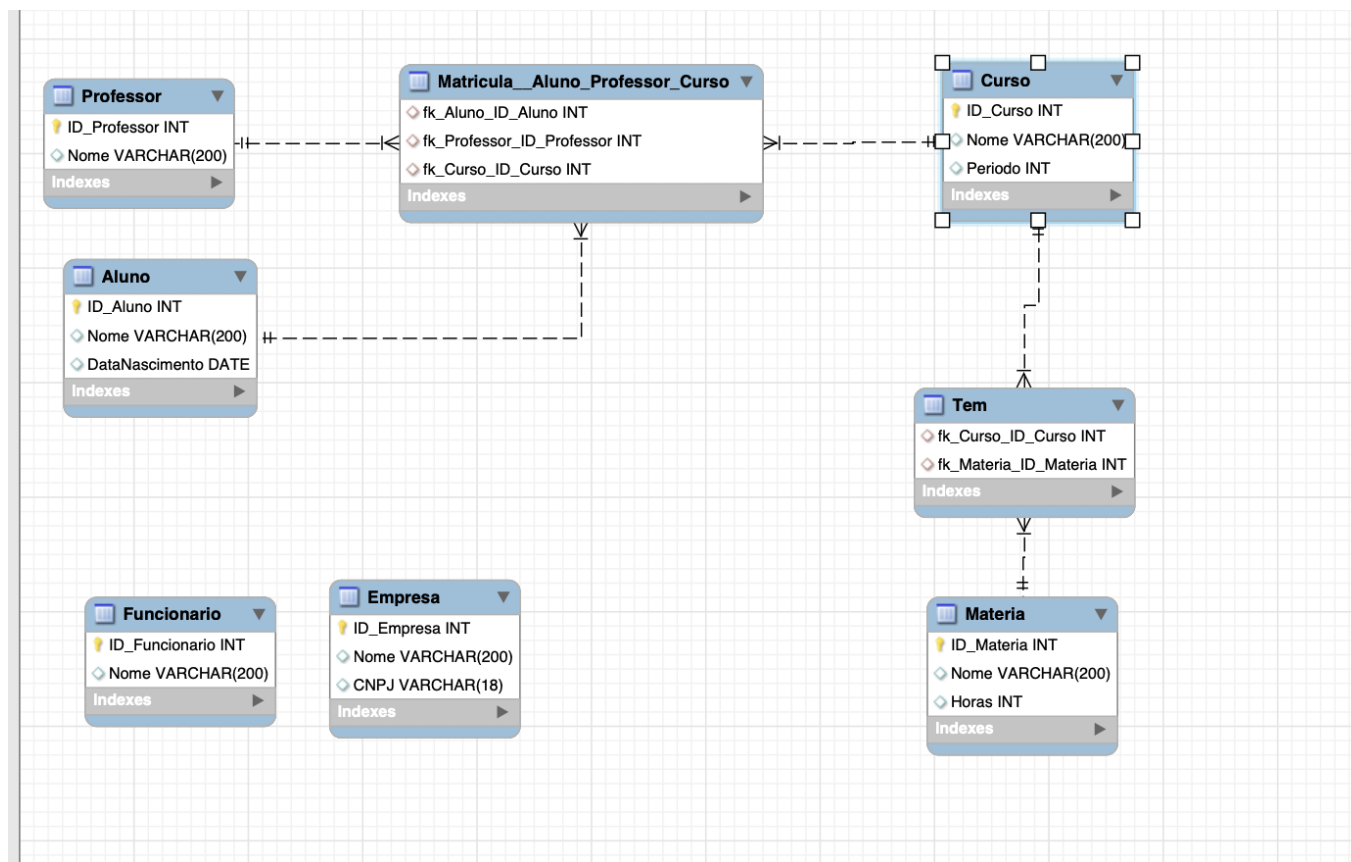 Professor
ID_Professor INT
Nome VARCHAR(200)
Indexes
Matricula__Aluno_Professor_Curso
fk_Aluno_ID_Aluno INT
fk_Professor_ID_Professor INT
fk_Curso_ID_Curso INT
Indexes
Curso
ID_Curso INT
Nome VARCHAR(200)
Periodo INT
Indexes
Aluno
ID_Aluno INT
Nome VARCHAR(200)
DataNascimento DATE
Indexes
Tem
fk_Curso_ID_Curso INT
fk_Materia_ID_Materia INT
Indexes
Funcionario
ID_Funcionario INT
Nome VARCHAR(200)
Indexes
Empresa
ID_Empresa INT
Nome VARCHAR(200)
CNPJ VARCHAR(18)
Indexes
Materia
ID_Materia INT
Nome VARCHAR(200)
Horas INT
Indexes